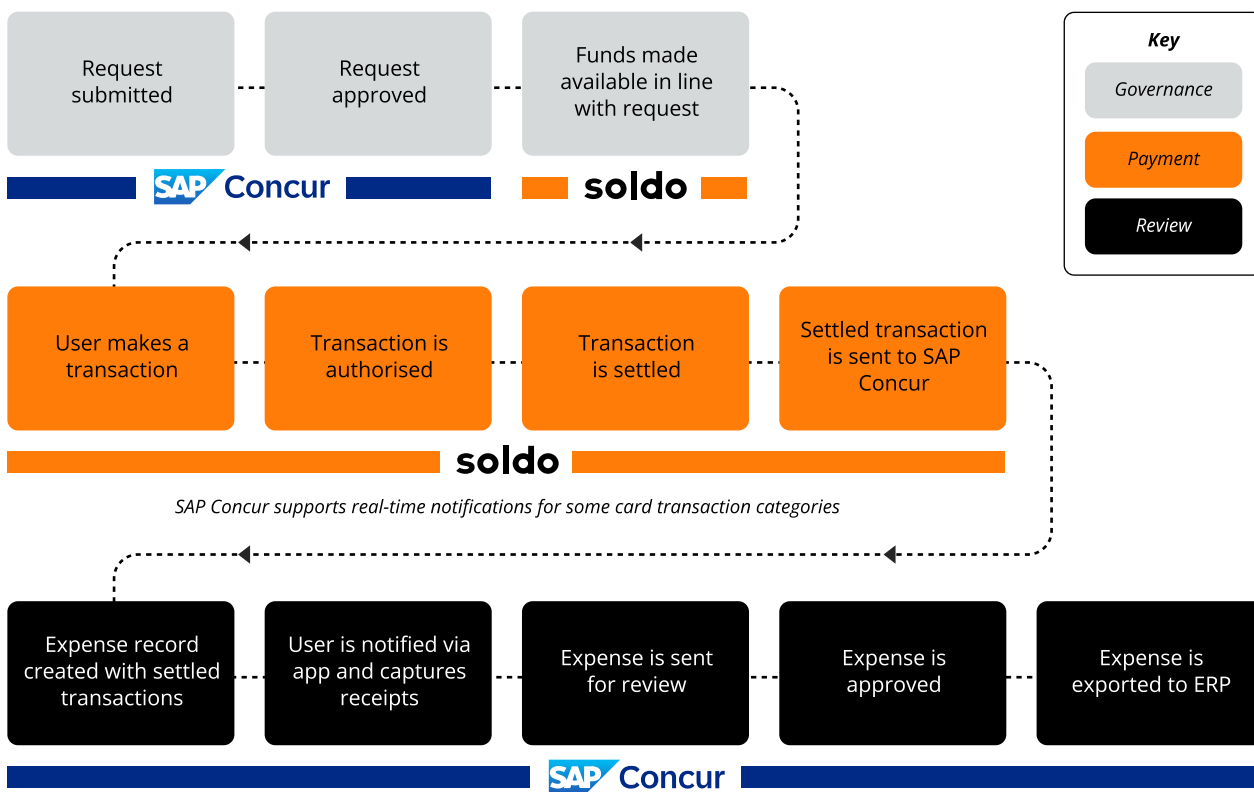 Request
submitted
Request
approved
Funds made
available in line
with request
Key
Governance
Payment
Review
SAP Concur
soldo
User makes a
transaction
Transaction is
authorised
Transaction
is settled
Settled transaction
is sent to SAP
Concur
soldo
SAP Concur supports real-time notifications for some card transaction categories
Expense record
created with settled
transactions
User is notified via
app and captures
receipts
Expense is sent
for review
Expense is
approved
Expense is
exported to ERP
SAP Concur